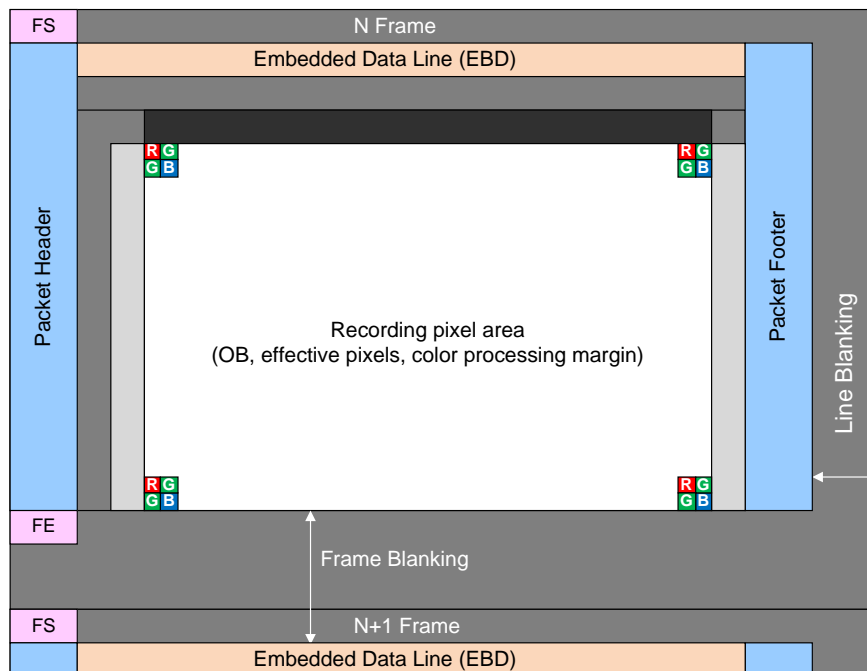 FS
N Frame
Embedded Data Line (EBD)
R G
G B
R G
G B
Packet Header
Recording pixel area
(OB, effective pixels, color processing margin)
Packet Footer
Line Blanking
R G
G B
R G
G B
FE
Frame Blanking
FS
N+1 Frame
Embedded Data Line (EBD)